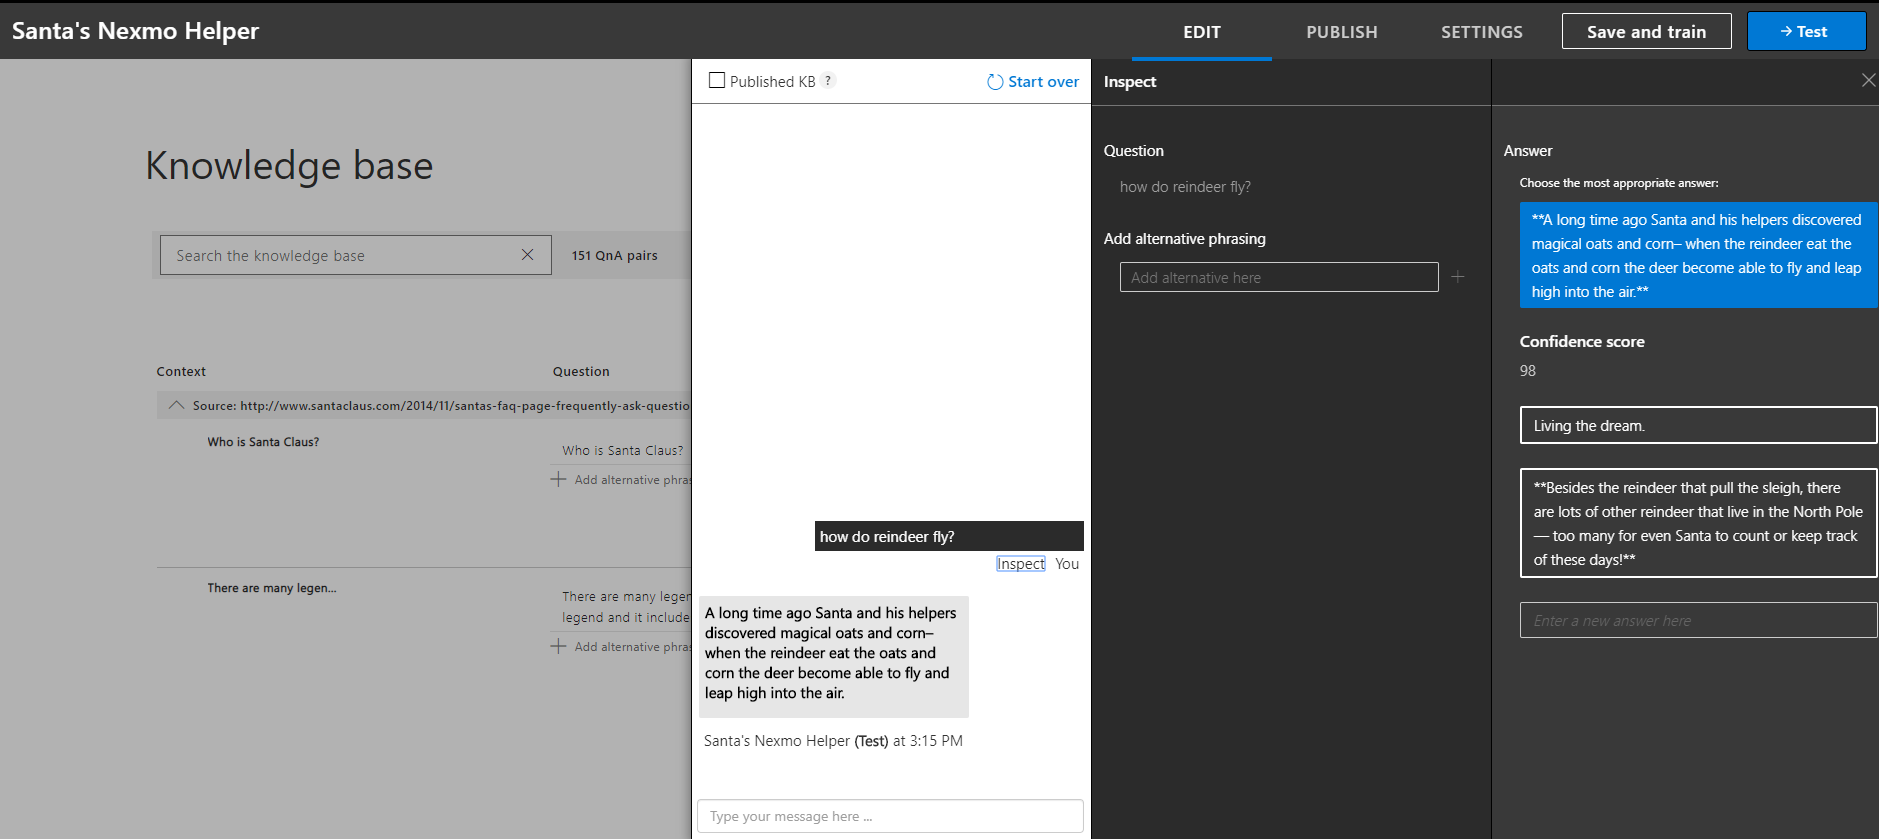 Santa's Nexmo Helper
EDIT
PUBLISH
SETTINGS
Save and train
→ Test
Knowledge base
Search the knowledge base
151 QnA pairs
Context
Question
Source: http://www.santaclaus.com/2014/11/santas-faq-page-frequently-ask-questio
Who is Santa Claus?
Who is Santa Claus?
Add alternative phras
There are many legen...
There are many leger
legend and it include
Add alternative phras
Published KB ?
Start over
how do reindeer fly?
Inspect You
A long time ago Santa and his helpers
discovered magical oats and corn–
when the reindeer eat the oats and
corn the deer become able to fly and
leap high into the air.
Santa's Nexmo Helper (Test) at 3:15 PM
Type your message here ...
Inspect
Question
how do reindeer fly?
Add alternative phrasing
Add alternative here
Answer
Choose the most appropriate answer:
**A long time ago Santa and his helpers discovered
magical oats and corn– when the reindeer eat the
oats and corn the deer become able to fly and leap
high into the air.**
Confidence score
98
Living the dream.
**Besides the reindeer that pull the sleigh, there
are lots of other reindeer that live in the North Pole
— too many for even Santa to count or keep track
of these days!**
Enter a new answer here